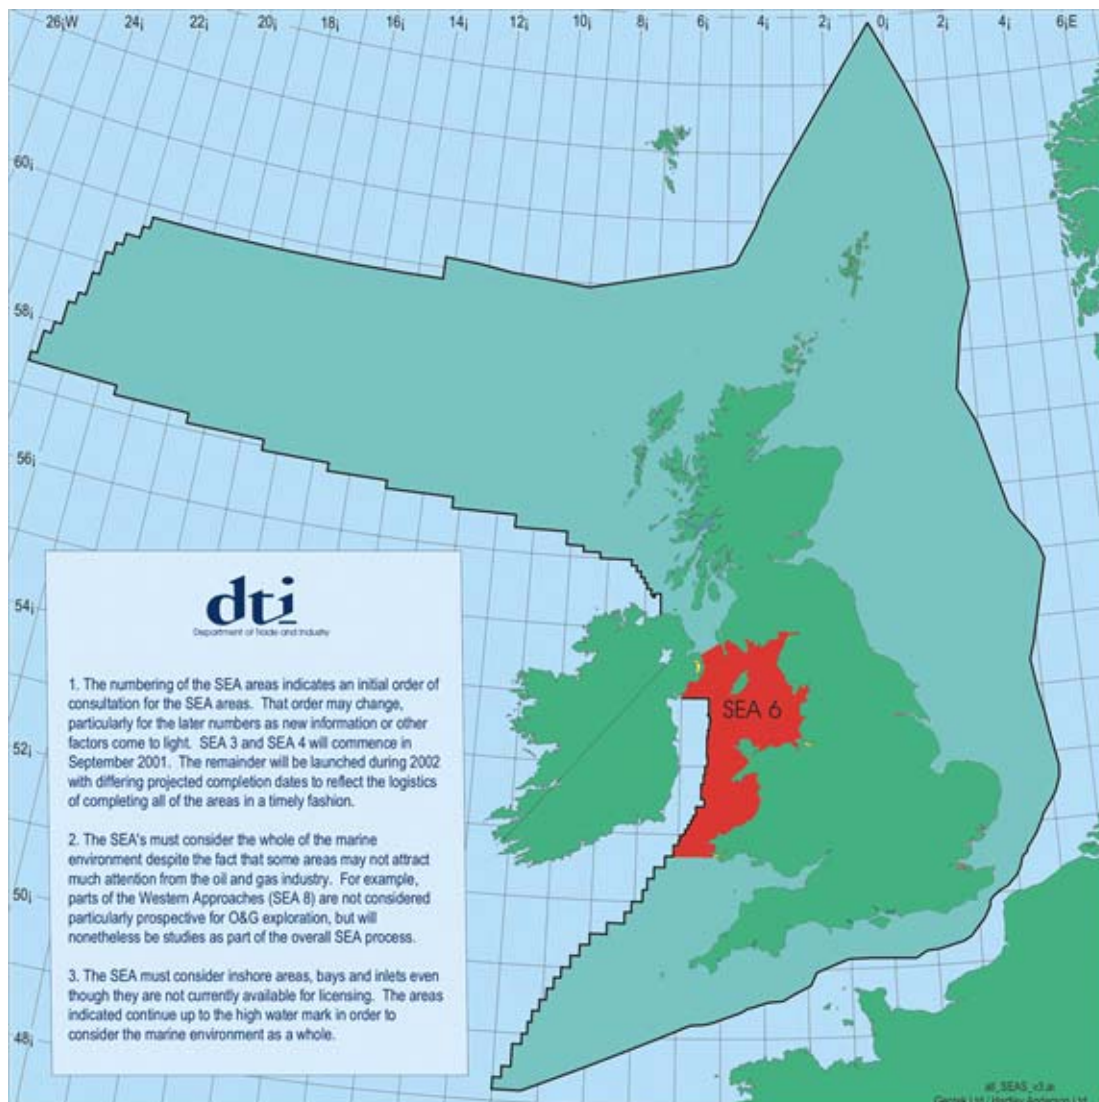 26¡W 24¡ 22¡ 20¡ 18¡ 16¡ 14¡ 12¡ 10¡ 8¡ 6¡ 4¡ 2¡ 0¡ 2¡ 4¡ 6¡E
60¡
58¡
56¡
54¡
52¡
50¡
48¡
SEA 6
dti
Department of Trade and Industry
1. The numbering of the SEA areas indicates an initial order of
consultation for the SEA areas. That order may change,
particularly for the later numbers as new information or other
factors come to light. SEA 3 and SEA 4 will commence in
September 2001. The remainder will be launched during 2002
with differing projected completion dates to reflect the logistics
of completing all of the areas in a timely fashion.
2. The SEA's must consider the whole of the marine
environment despite the fact that some areas may not attract
much attention from the oil and gas industry. For example,
parts of the Western Approaches (SEA 8) are not considered
particularly prospective for O&G exploration, but will
nonetheless be studies as part of the overall SEA process.
3. The SEA must consider inshore areas, bays and inlets even
though they are not currently available for licensing. The areas
indicated continue up to the high water mark in order to
consider the marine environment as a whole.
all_SEAS_v3.ai